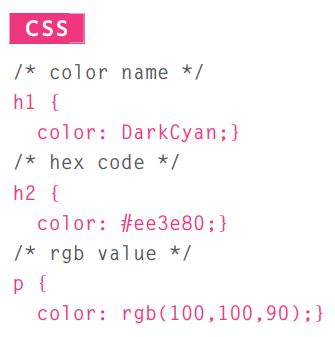 CSS
/* color name */
h1 {
  color: DarkCyan;}
/* hex code */
h2 {
  color: #ee3e80;}
/* rgb value */
p {
  color: rgb(100,100,90);}